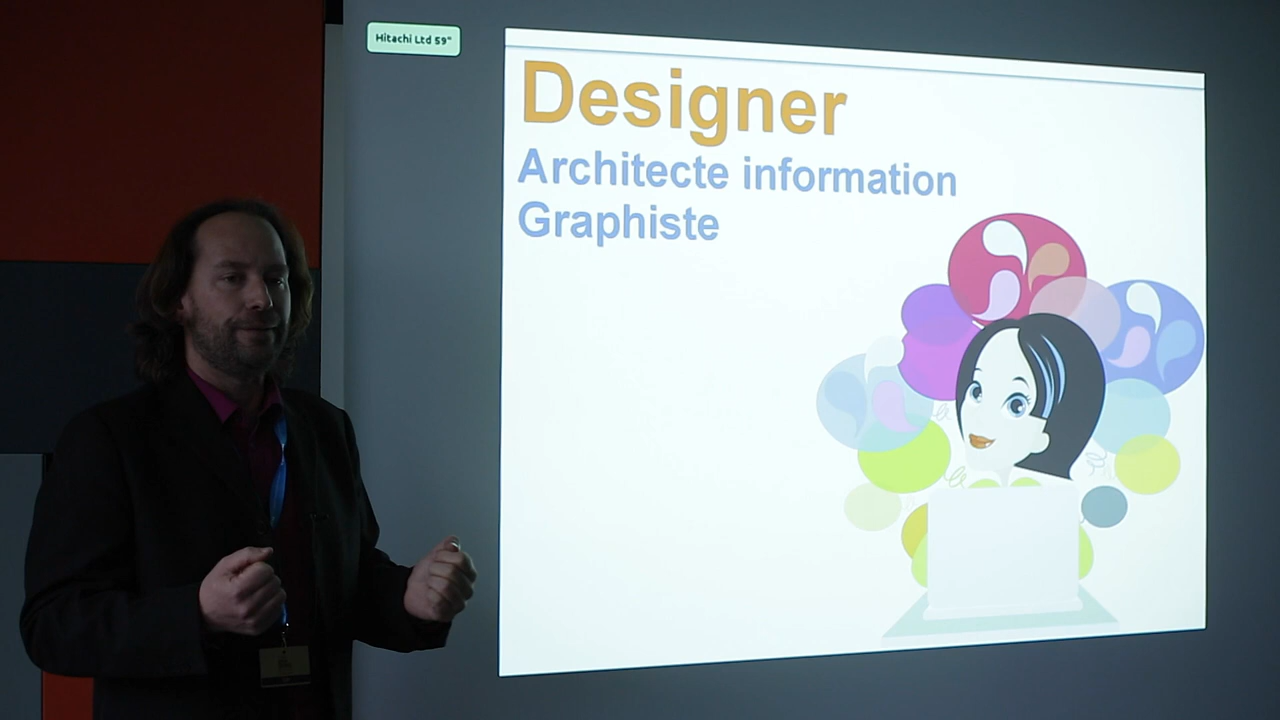 Hitachi Ltd 59"
Designer
Architecte information
Graphiste